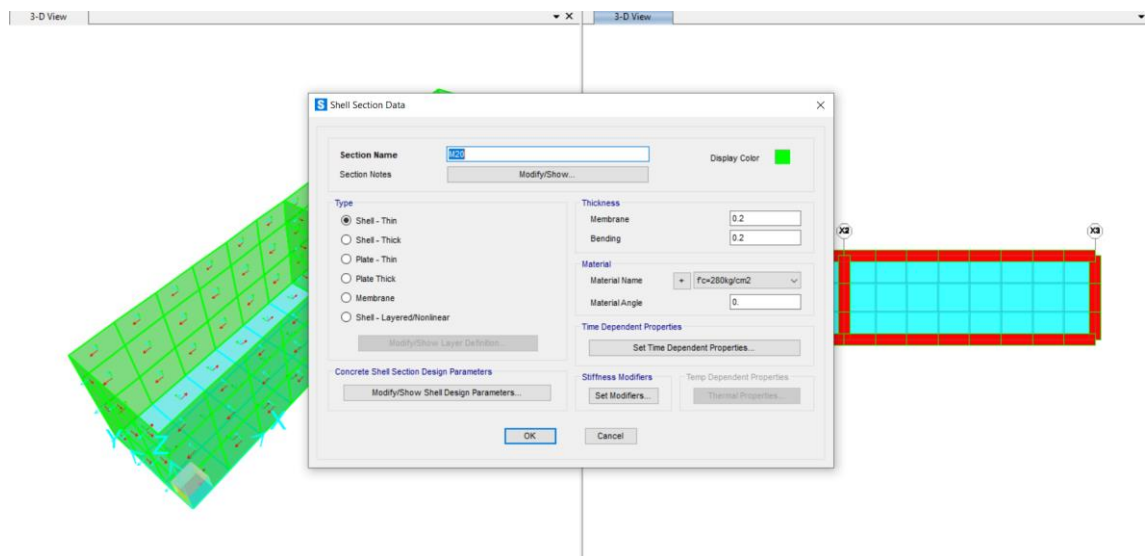 3-D View
3-D View
Shell Section Data
Section Name M20 Display Color
Section Notes Modify/Show...
Type
Shell - Thin
Shell - Thick
Plate - Thin
Plate Thick
Membrane
Shell - Layered/Nonlinear
Modify/Show Layer Definition...
Concrete Shell Section Design Parameters
Modify/Show Shell Design Parameters...
Thickness
Membrane 0.2
Bending 0.2
Material
Material Name + f'c=280kg/cm2
Material Angle 0.
Time Dependent Properties
Set Time Dependent Properties...
Stiffness Modifiers
Set Modifiers...
Temp Dependent Properties
Thermal Properties...
OK Cancel
X2
X3
Y Z X